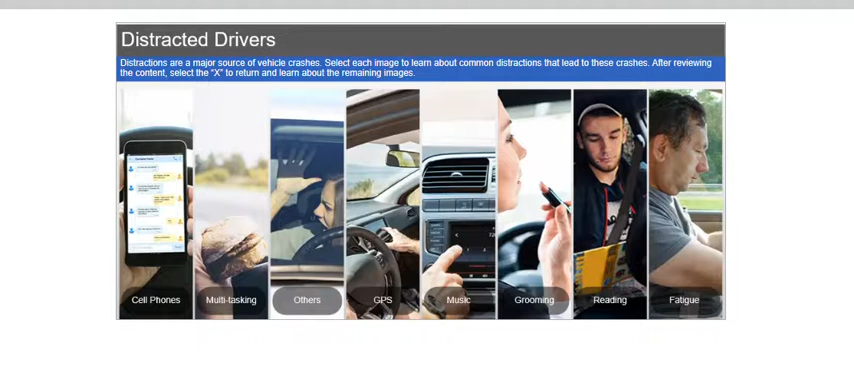 Distracted Drivers
Distractions are a major source of vehicle crashes. Select each image to learn about common distractions that lead to these crashes. After reviewing
the content, select the "X" to return and learn about the remaining images.
Cell Phones
Multi-tasking
Others
GPS
Music
Grooming
Reading
Fatigue